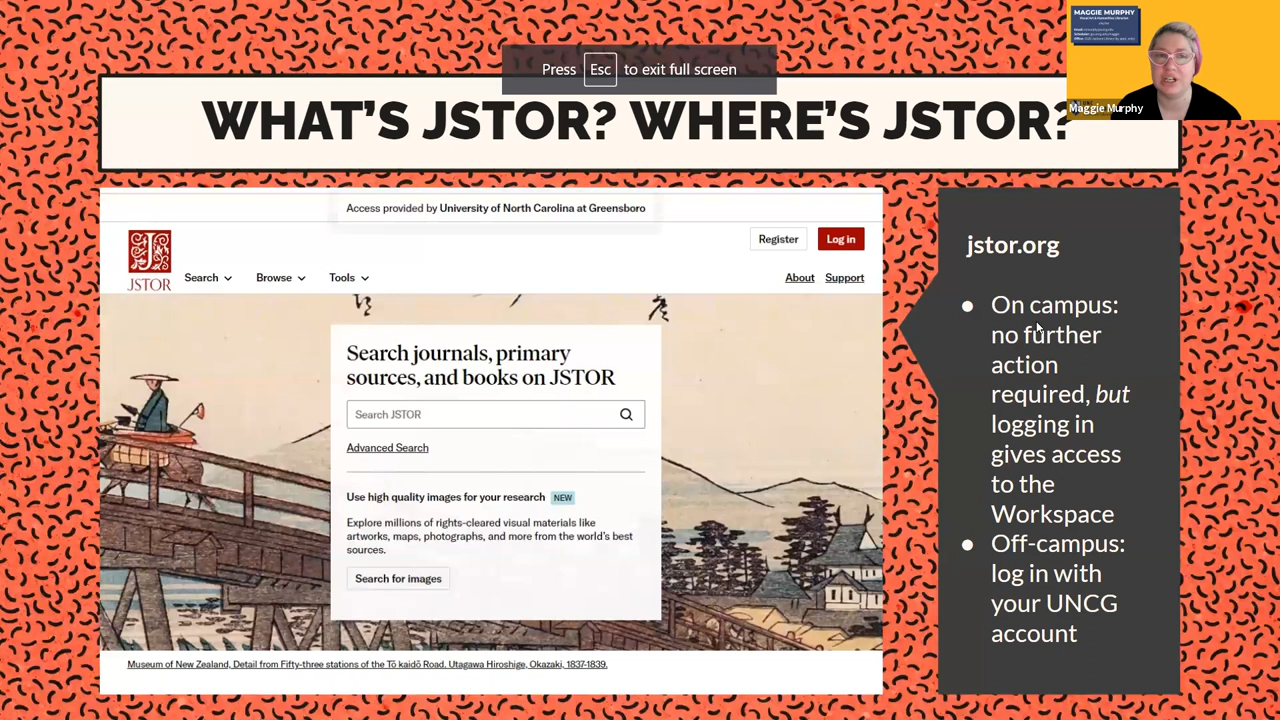 Press Esc to exit full screen
MAGGIE MURPHY
Maggie Murphy
WHAT'S JSTOR? WHERE'S JSTOR?
Access provided by University of North Carolina at Greensboro
Register
Log in
JSTOR
Search
Browse
Tools
About
Support
Search journals, primary
sources, and books on JSTOR
Search JSTOR
Advanced Search
Use high quality images for your research NEW
Explore millions of rights-cleared visual materials like
artworks, maps, photographs, and more from the world's best
sources.
Search for images
Museum of New Zealand, Detail from Fifty-three stations of the Tō kaidō Road. Utagawa Hiroshige, Okazaki, 1837-1839.
jstor.org
● On campus:
no further
action
required, but
logging in
gives access
to the
Workspace
● Off-campus:
log in with
your UNCG
account